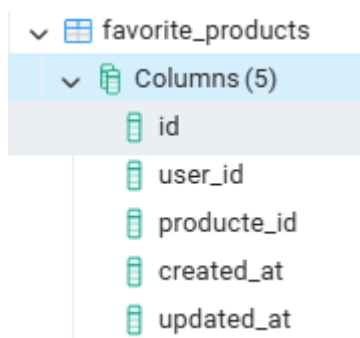 favorite_products
Columns (5)
id
user_id
producte_id
created_at
updated_at